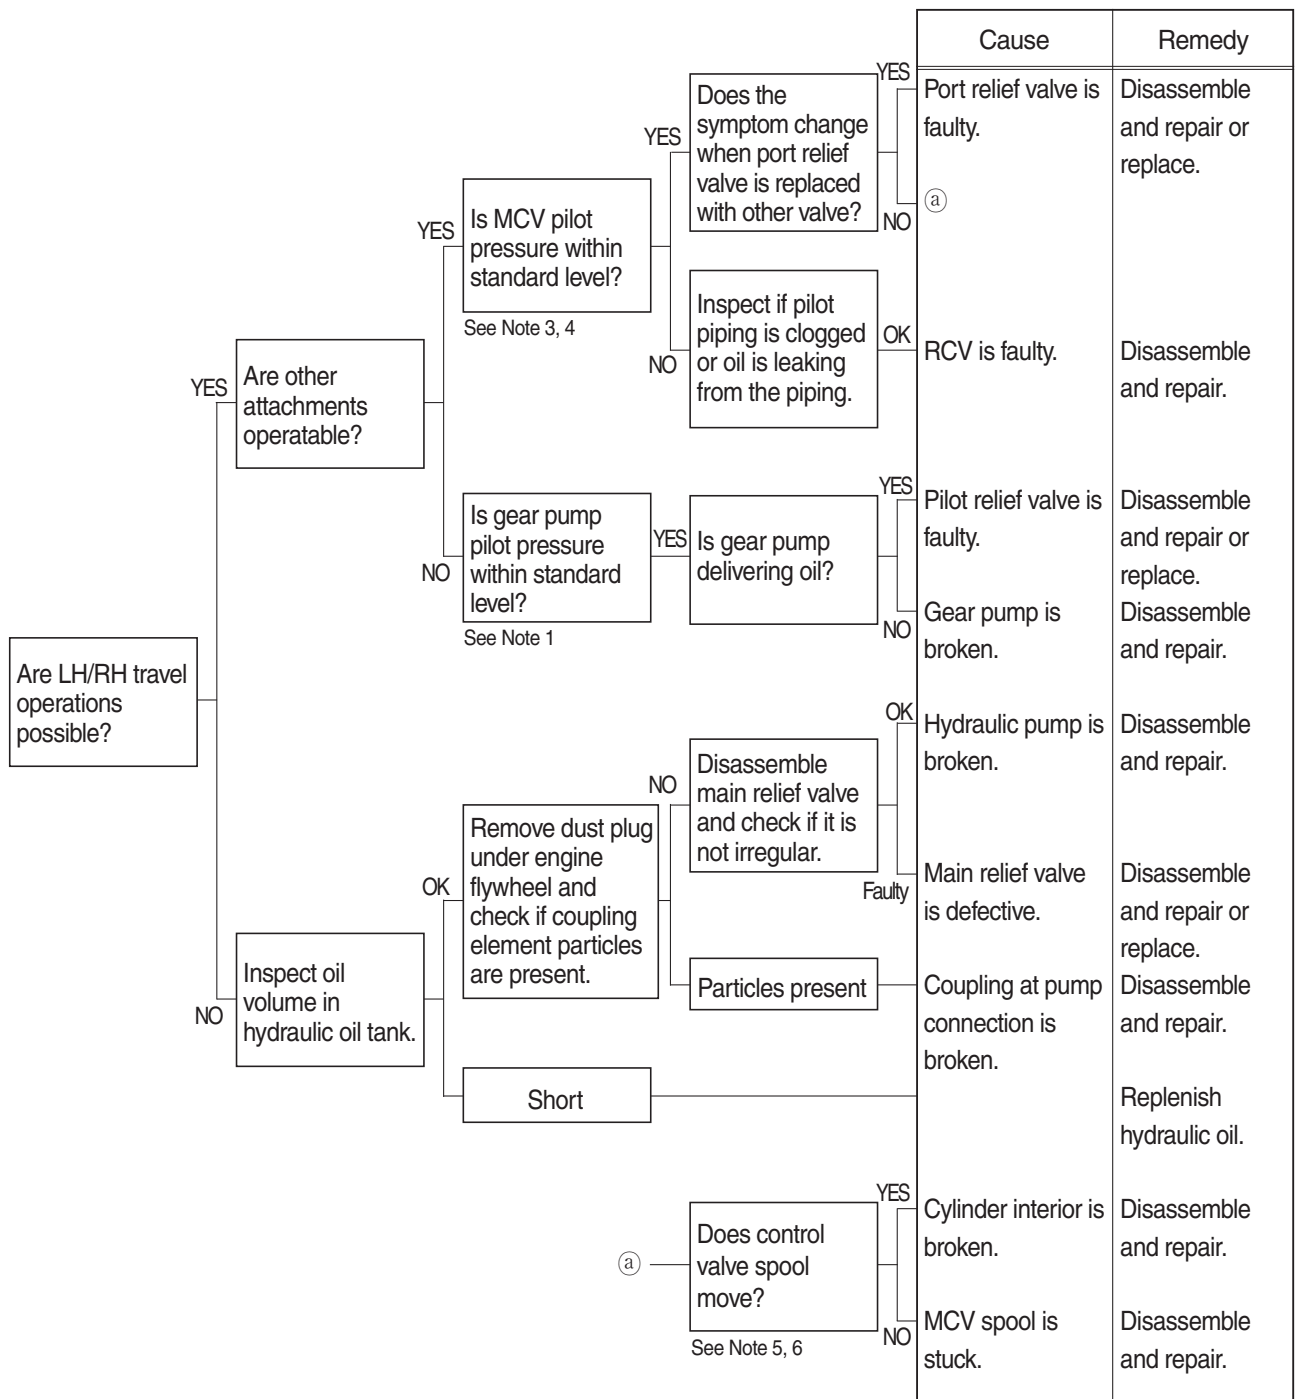 Cause
Remedy
YES
Does the
symptom change
when port relief
valve is replaced
with other valve?
YES
NO
Port relief valve is
faulty.
Disassemble
and repair or
replace.
ⓐ
YES
Is MCV pilot
pressure within
standard level?
See Note 3, 4
NO
Inspect if pilot
piping is clogged
or oil is leaking
from the piping.
OK
RCV is faulty.
Disassemble
and repair.
YES
Are other
attachments
operatable?
NO
Is gear pump
pilot pressure
within standard
level?
See Note 1
YES
Is gear pump
delivering oil?
YES
NO
Pilot relief valve is
faulty.
Disassemble
and repair or
replace.
Gear pump is
broken.
Disassemble
and repair.
Are LH/RH travel
operations
possible?
NO
Inspect oil
volume in
hydraulic oil tank.
OK
Remove dust plug
under engine
flywheel and
check if coupling
element particles
are present.
NO
Disassemble
main relief valve
and check if it is
not irregular.
OK
Faulty
Hydraulic pump is
broken.
Disassemble
and repair.
Main relief valve
is defective.
Disassemble
and repair or
replace.
Particles present
Coupling at pump
connection is
broken.
Disassemble
and repair.
Short
Replenish
hydraulic oil.
ⓐ
Does control
valve spool
move?
See Note 5, 6
YES
NO
Cylinder interior is
broken.
Disassemble
and repair.
MCV spool is
stuck.
Disassemble
and repair.